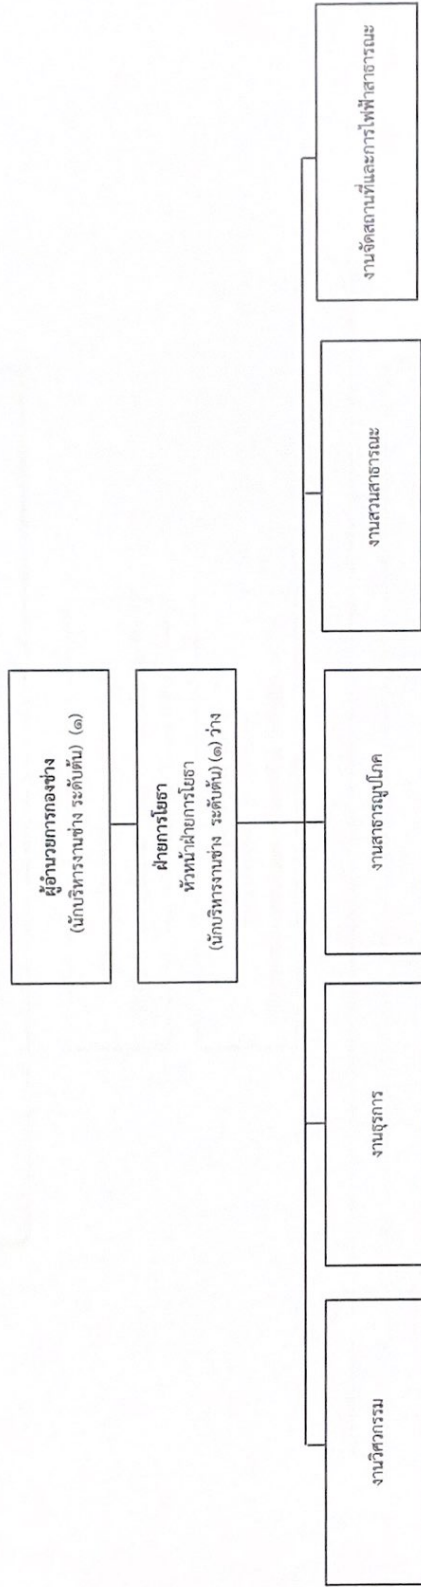 ผู้อำนวยการกองช่าง
(นักบริหารงานช่าง ระดับต้น) (๑)
ฝ่ายการโยธา
หัวหน้าฝ่ายการโยธา
(นักบริหารงานช่าง ระดับต้น) (๑) ว่าง
งานวิศวกรรม
งานธุรการ
งานสาธารณูปโภค
งานสวนสาธารณะ
งานจัดสถานที่และการไฟฟ้าสาธารณะ